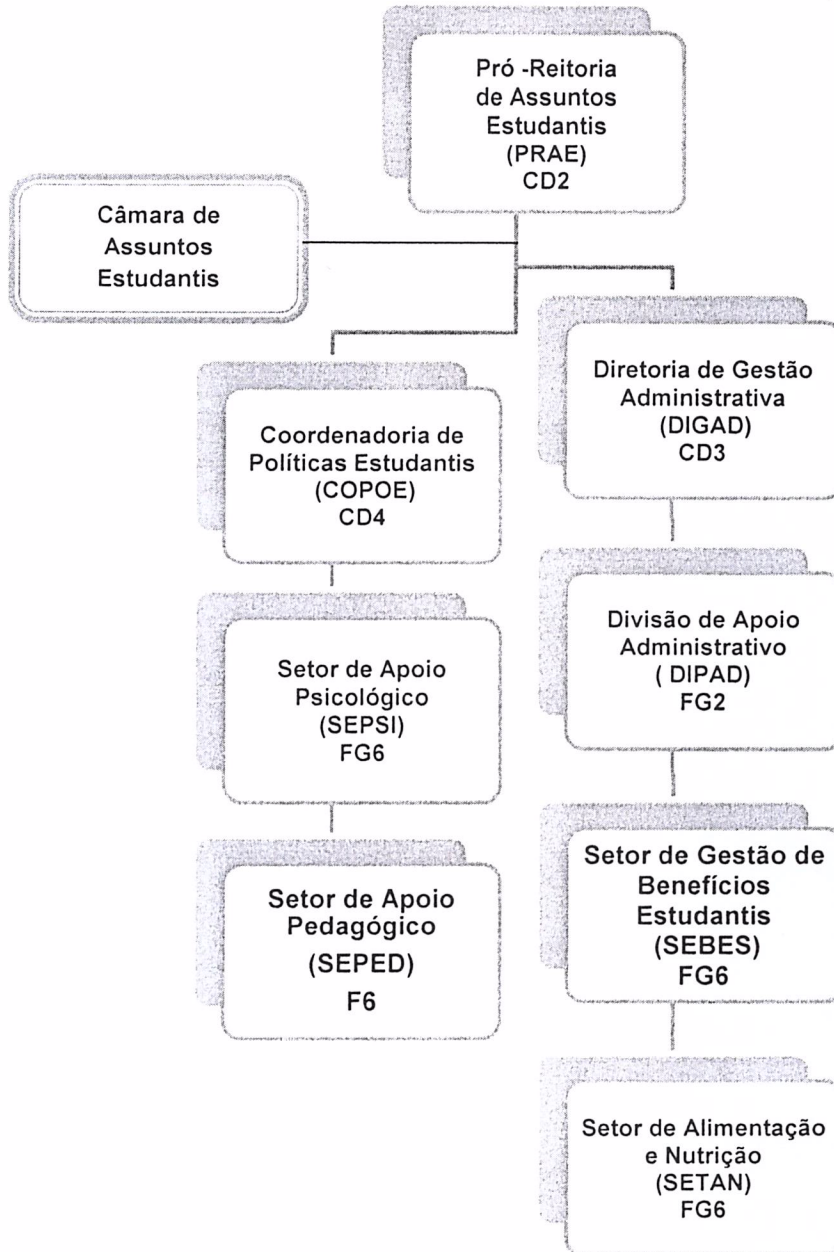 Pró -Reitoria
de Assuntos
Estudantis
(PRAE)
CD2
Câmara de
Assuntos
Estudantis
Coordenadoria de
Políticas Estudantis
(COPOE)
CD4
Diretoria de Gestão
Administrativa
(DIGAD)
CD3
Setor de Apoio
Psicológico
(SEPSI)
FG6
Divisão de Apoio
Administrativo
( DIPAD)
FG2
Setor de Apoio
Pedagógico
(SEPED)
F6
Setor de Gestão de
Benefícios
Estudantis
(SEBES)
FG6
Setor de Alimentação
e Nutrição
(SETAN)
FG6